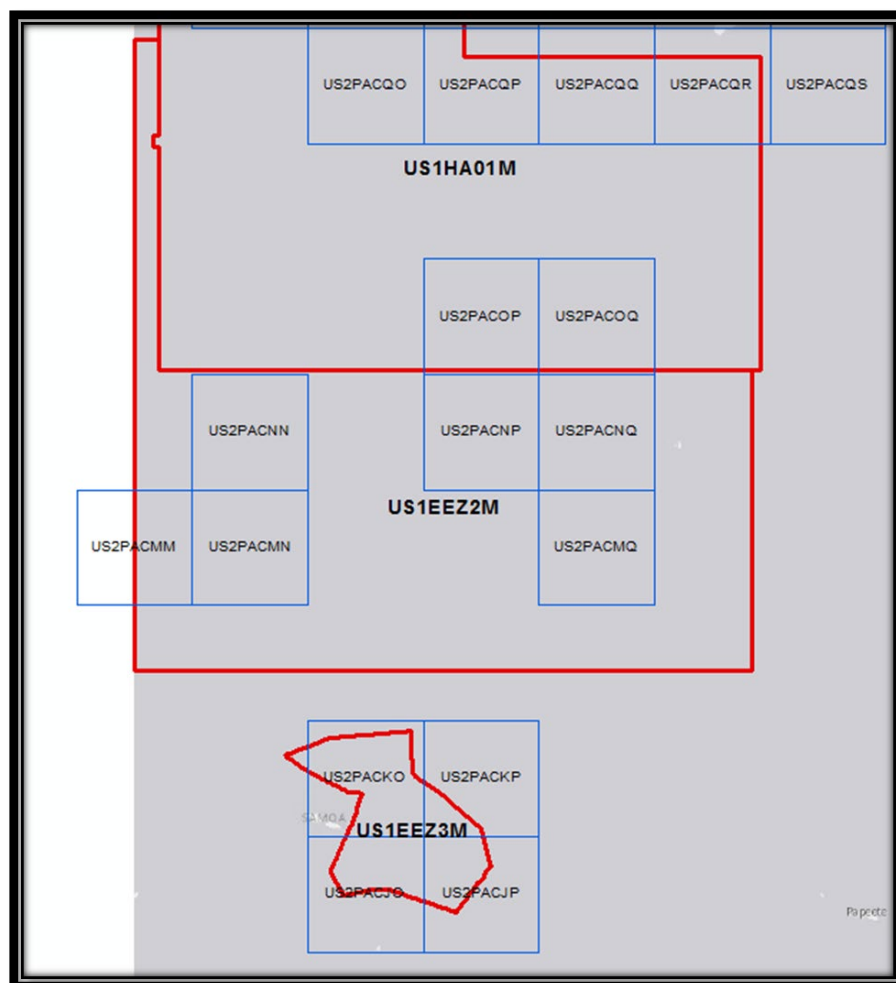 US2PACQO US2PACQP US2PACQQ US2PACQR US2PACQS
US1HA01M
US2PACOP US2PACOQ
US2PACNN US2PACNP US2PACNQ
US1EEZ2M
US2PACMM US2PACMN US2PACMQ
US2PACKO US2PACKP
SAMOA
US1EEZ3M
US2PACJO US2PACJP
Papeete